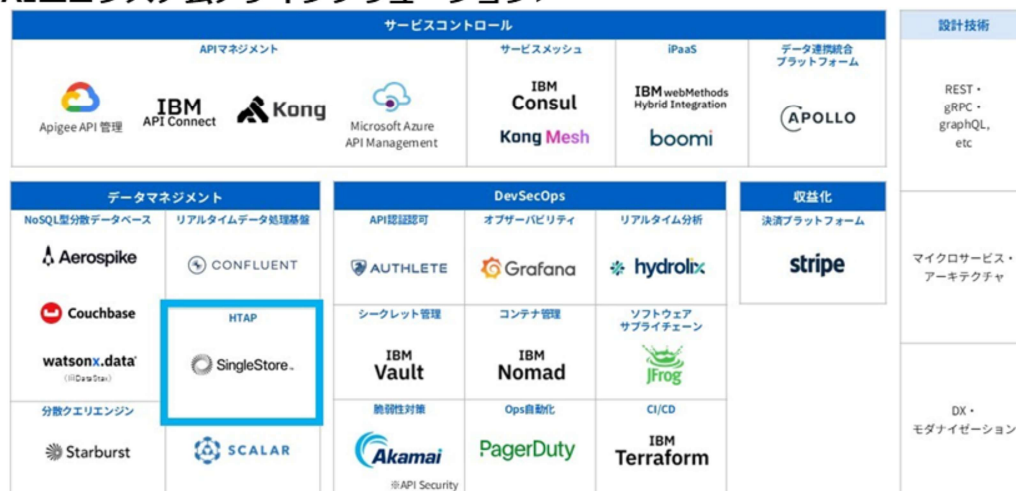 サービスコントロール
設計技術
APIマネジメント
サービスメッシュ
iPaaS
データ連携統合
プラットフォーム
Apigee API 管理
IBM
API Connect
Kong
Microsoft Azure
API Management
IBM
Consul
Kong Mesh
IBM webMethods
Hybrid Integration
boomi
APOLLO
REST・
gRPC・
graphQL,
etc
データマネジメント
DevSecOps
収益化
NoSQL型分散データベース
リアルタイムデータ処理基盤
API認証認可
オブザーバビリティ
リアルタイム分析
決済プラットフォーム
Aerospike
CONFLUENT
AUTHLETE
Grafana
hydrolix
stripe
マイクロサービス・
アーキテクチャ
Couchbase
HTAP
シークレット管理
コンテナ管理
ソフトウェア
サプライチェーン
watsonx.data
(旧DataStax)
SingleStore
IBM
Vault
IBM
Nomad
JFrog
分散クエリエンジン
脆弱性対策
Ops自動化
CI/CD
DX・
モダナイゼーション
Starburst
SCALAR
Akamai
PagerDuty
IBM
Terraform
※API Security